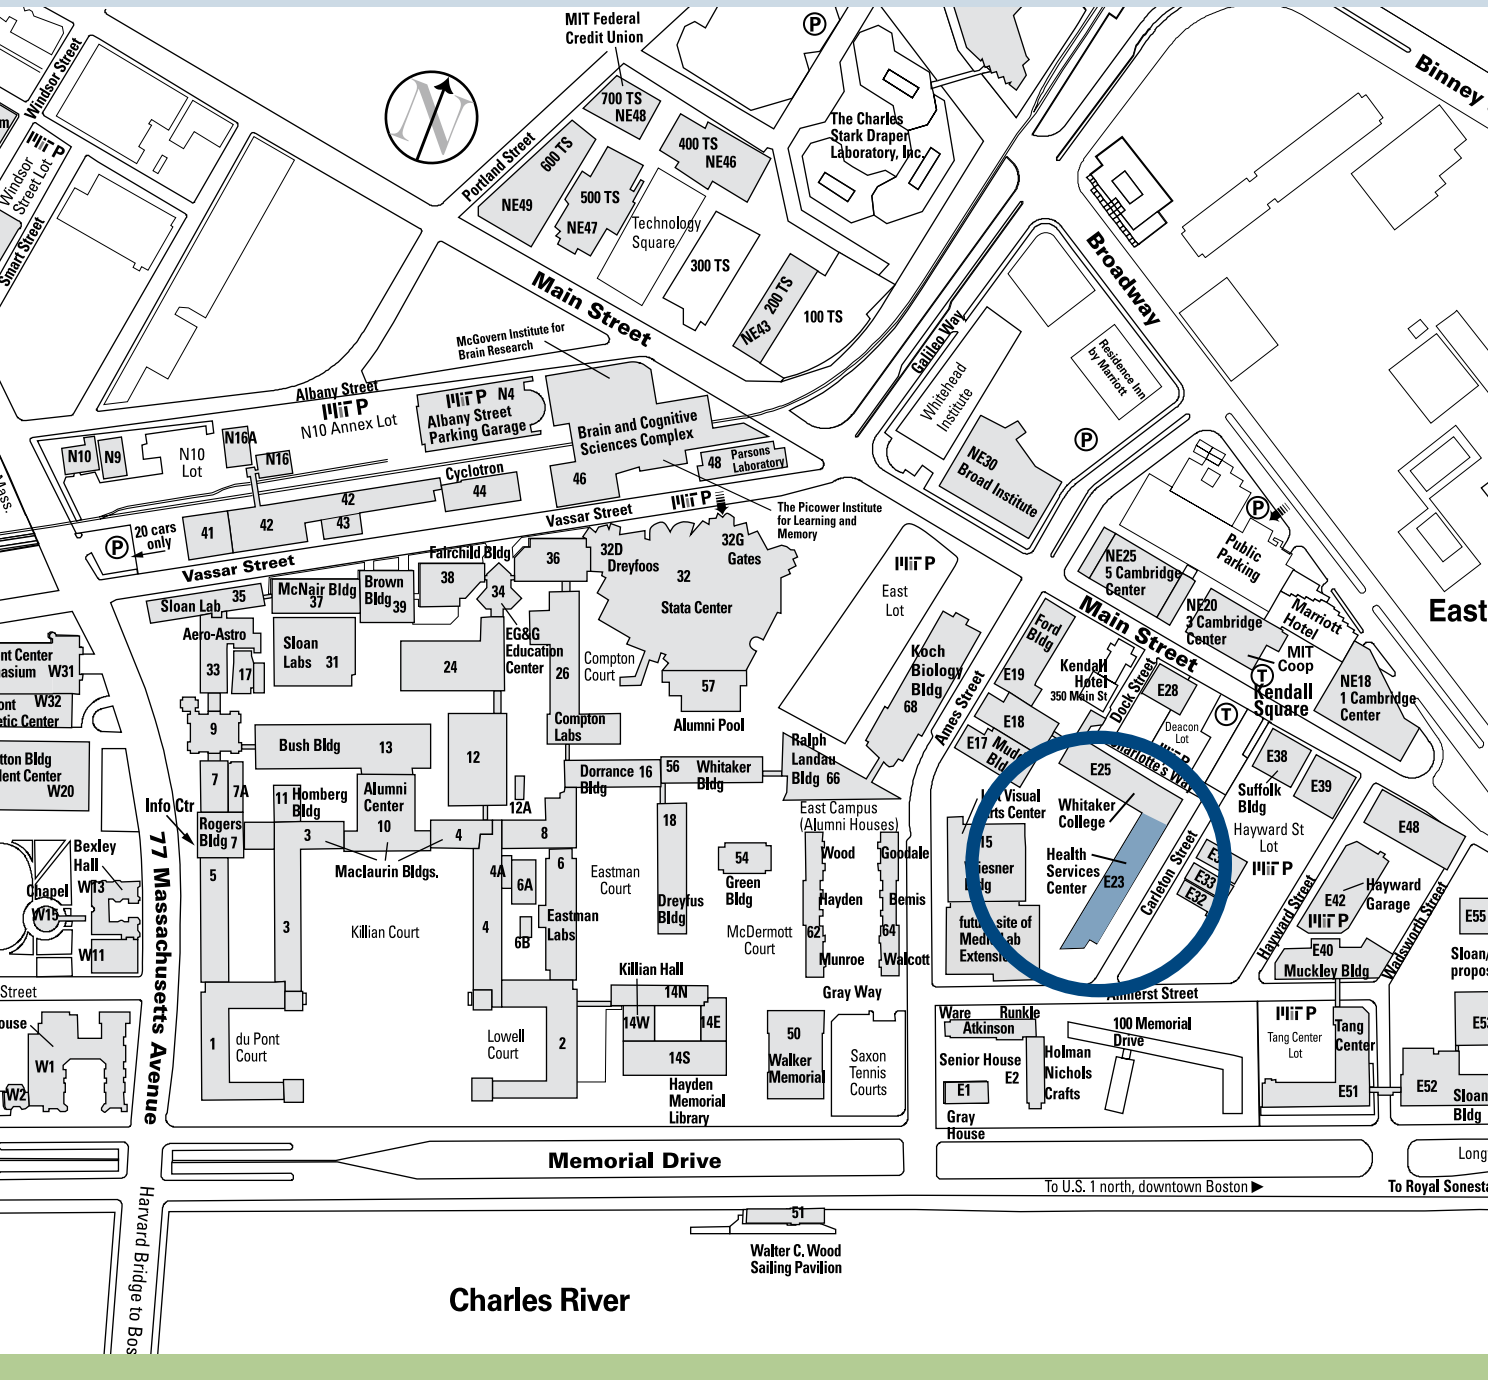 MIT Federal
Credit Union
P
Binney
Windsor Street
MIT P
Windsor
Street Lot
Smart Street
N
700 TS
NE48
Portland Street
600 TS
NE49
500 TS
NE47
400 TS
NE46
Technology
Square
300 TS
200 TS
NE43
100 TS
The Charles
Stark Draper
Laboratory, Inc.
Broadway
Main Street
Galileo Way
Whitehead
Institute
Residence Inn
by Marriott
P
NE30
Broad Institute
McGovern Institute for
Brain Research
Albany Street
MIT P
N10 Annex Lot
MIT P N4
Albany Street
Parking Garage
Brain and Cognitive
Sciences Complex
46
48
Parsons
Laboratory
N10
N9
N10
Lot
N16A
N16
Cyclotron
44
42
42
43
41
Mass.
P
20 cars
only
Vassar Street
Vassar Street
MIT P
The Picower Institute
for Learning and
Memory
P
Public
Parking
NE25
5 Cambridge
Center
NE20
3 Cambridge
Center
Marriott
Hotel
MIT
Coop
T
Kendall
Square
T
NE18
1 Cambridge
Center
East
Main Street
Sloan Lab
35
McNair Bldg
37
Brown
Bldg
39
Fairchild Bldg
38
34
36
EG&G
Education
Center
32D
Dreyfoos
32G
Gates
32
Stata Center
MIT P
East
Lot
Aero-Astro
33
17
Sloan
Labs 31
24
26
Compton
Court
57
Alumni Pool
Koch
Biology
Bldg
68
Ames Street
Ford
Bldg
E19
Kendall
Hotel
350 Main St
Dock Street
E28
Deacon
Lot
MIT P
E18
E17
Charlotte's Way
E25
Whitaker
College
E38
Suffolk
Bldg
E39
Hayward St
Lot
MIT P
E48
W31
W32
W20
9
Bush Bldg
13
12
Compton
Labs
Dorrance 16
Bldg
56 Whitaker
Bldg
Ralph
Landau
Bldg 66
7
7A
11 Homberg
Bldg
Alumni
Center
10
12A
Info Ctr
Rogers
Bldg 7
3
4
8
Maclaurin Bldgs.
18
54
Green
Bldg
East Campus
(Alumni Houses)
Wood
Goodale
Hayden
Bemis
62
64
Munroe
Walcott
15
Health
Services
Center
E23
Carleton Street
E33
E32
Hayward Street
E42
Hayward
Garage
MIT P
Wadsworth Street
E40
Muckley Bldg
E55
Bexley
Hall
W13
Chapel
W15
W11
77 Massachusetts Avenue
5
3
Killian Court
4A
6A
6
4
6B
Eastman
Labs
Eastman
Court
Dreyfus
Bldg
McDermott
Court
Gray Way
Amherst Street
Street
W1
W2
1
du Pont
Court
Lowell
Court
2
Killian Hall
14N
14W
14E
14S
Hayden
Memorial
Library
50
Walker
Memorial
Saxon
Tennis
Courts
Ware
Runkle
Atkinson
Senior House
E2
Holman
Nichols
Crafts
E1
Gray
House
100 Memorial
Drive
MIT P
Tang Center
Lot
Tang
Center
E51
E52
Sloan
Bldg
Memorial Drive
Long
To U.S. 1 north, downtown Boston ▶
To Royal Sonesta
Harvard Bridge to Bos
51
Walter C. Wood
Sailing Pavilion
Charles River